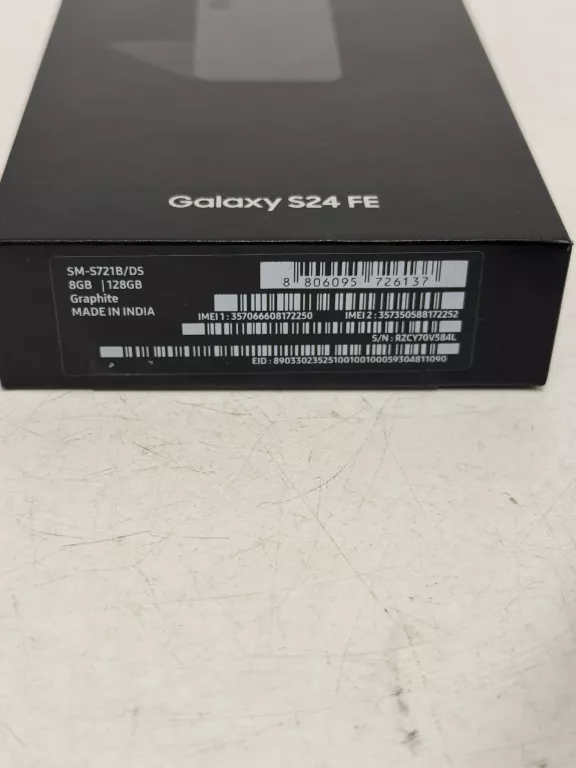 Galaxy S24 FE
SM-S721B/DS
8GB | 128GB
Graphite
MADE IN INDIA
8 806095 726137
IMEI 1 : 357066608172250 IMEI 2 : 357350588172252
S/N : RZCY70V584L
EID : 89033023525100100100059304811090